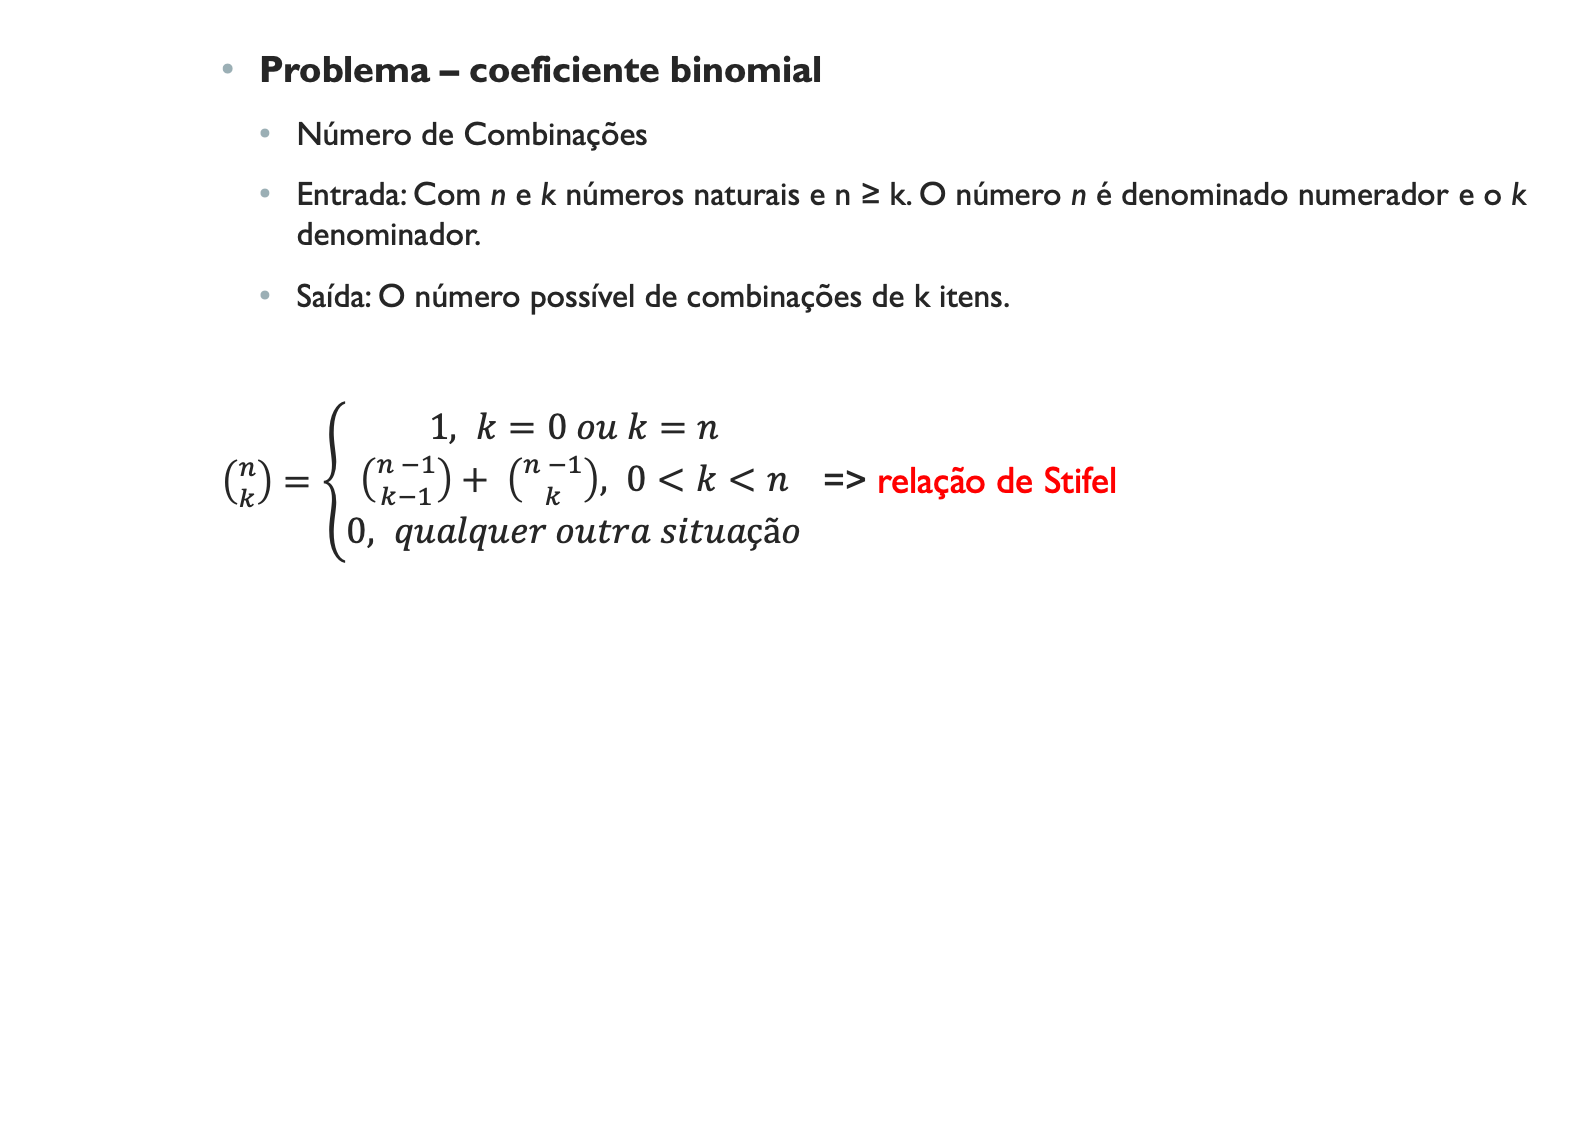 • Problema – coeficiente binomial
• Número de Combinações
• Entrada: Com n e k números naturais e n ≥ k. O número n é denominado numerador e o k
denominador.
• Saída: O número possível de combinações de k itens.
1, k = 0 ou k = n
(n k) = { (n −1 k−1) + (n −1 k), 0 < k < n => relação de Stifel
0, qualquer outra situação